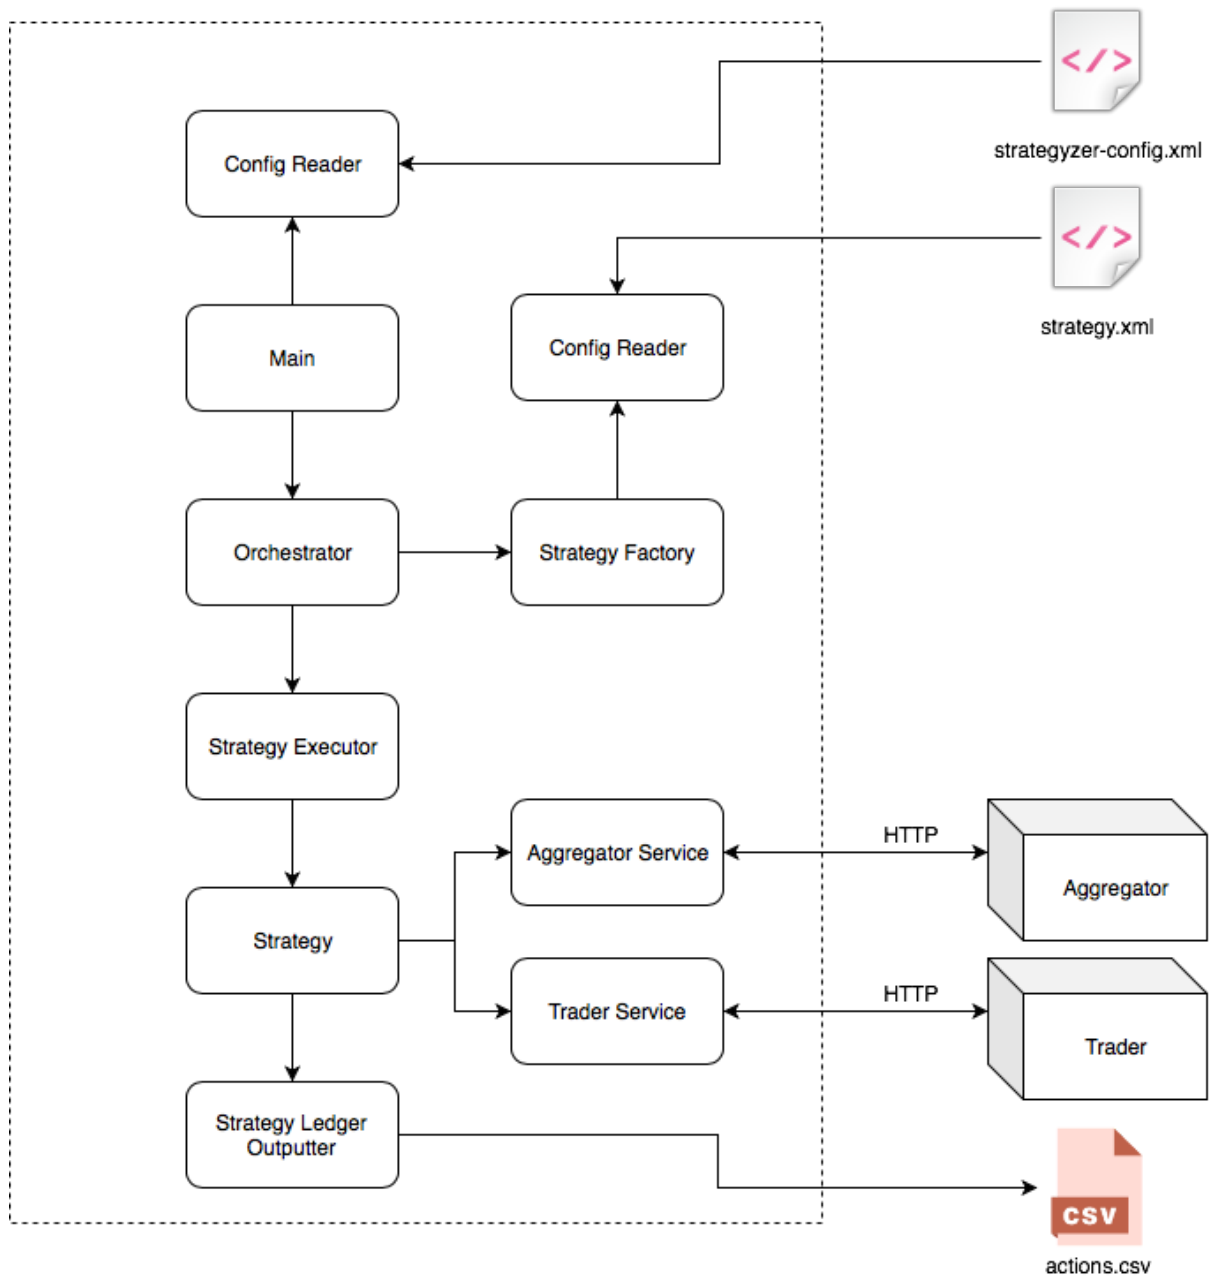 </>
strategyzer-config.xml
Config Reader
</>
strategy.xml
Main
Config Reader
Orchestrator
Strategy Factory
Strategy Executor
Aggregator Service
HTTP
Aggregator
Strategy
Trader Service
HTTP
Trader
Strategy Ledger
Outputter
CSV
actions.csv